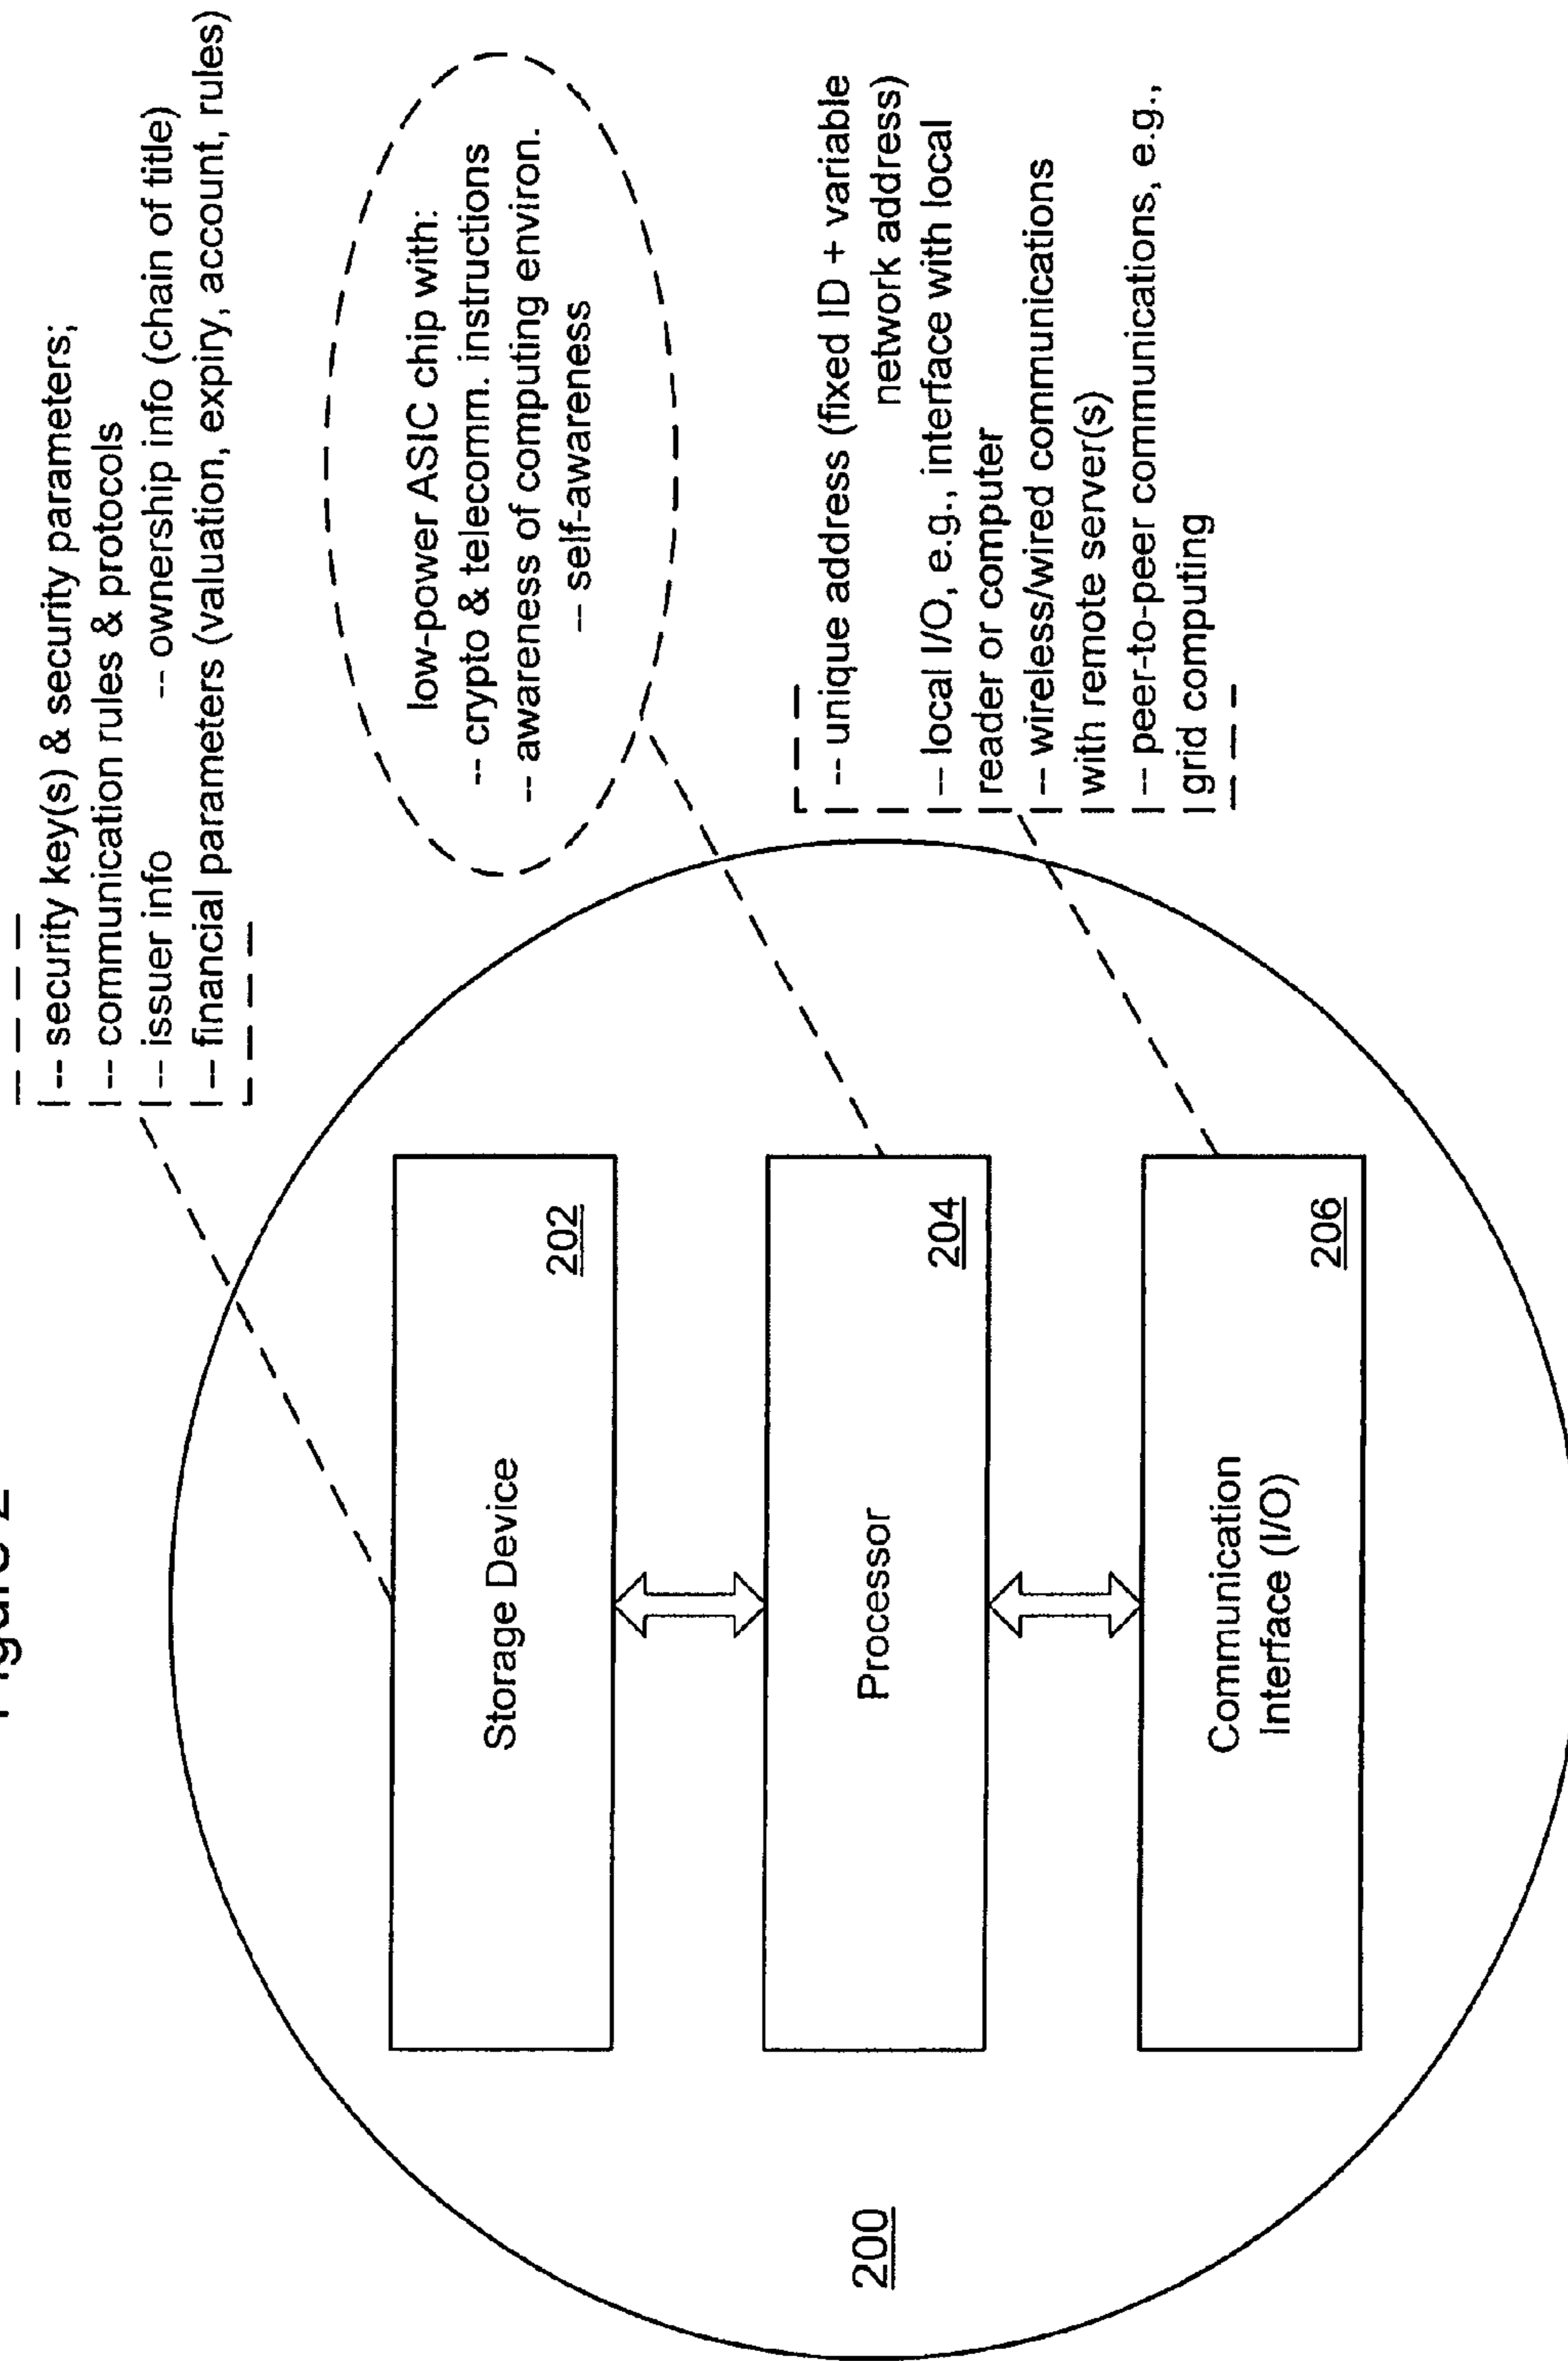 Figure 2
-- security key(s) & security parameters;
-- communication rules & protocols
-- issuer info -- ownership info (chain of title)
-- financial parameters (valuation, expiry, account, rules)
low-power ASIC chip with:
-- crypto & telecomm. instructions
-- awareness of computing environ.
-- self-awareness
-- unique address (fixed ID + variable
network address)
-- local I/O, e.g., interface with local
reader or computer
-- wireless/wired communications
with remote server(s)
-- peer-to-peer communications, e.g.,
grid computing
Storage Device
202
Processor
204
Communication
Interface (I/O)
206
200